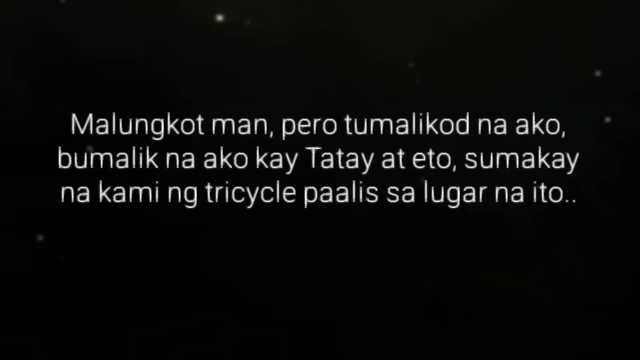 Malungkot man, pero tumalikod na ako,
bumalik na ako kay Tatay at eto, sumakay
na kami ng tricycle paalis sa lugar na ito..